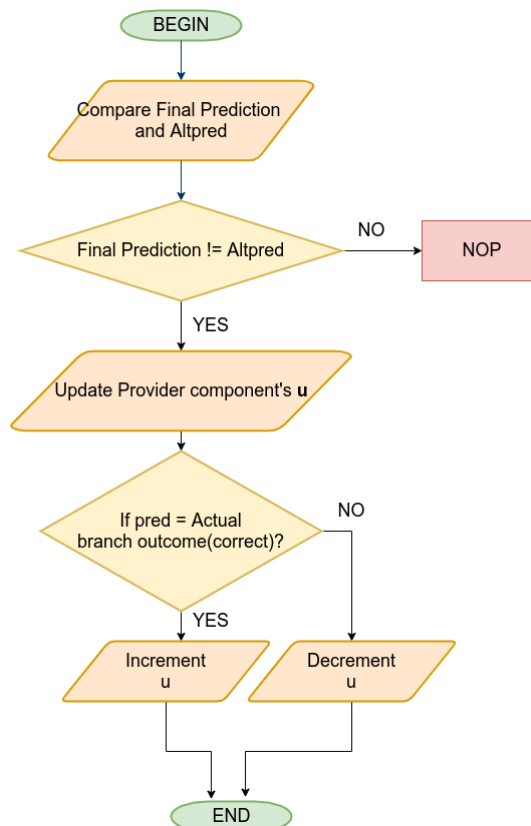 BEGIN
Compare Final Prediction
and Altpred
Final Prediction != Altpred
NO
NOP
YES
Update Provider component's u
If pred = Actual
branch outcome(correct)?
NO
YES
Increment
u
Decrement
u
END